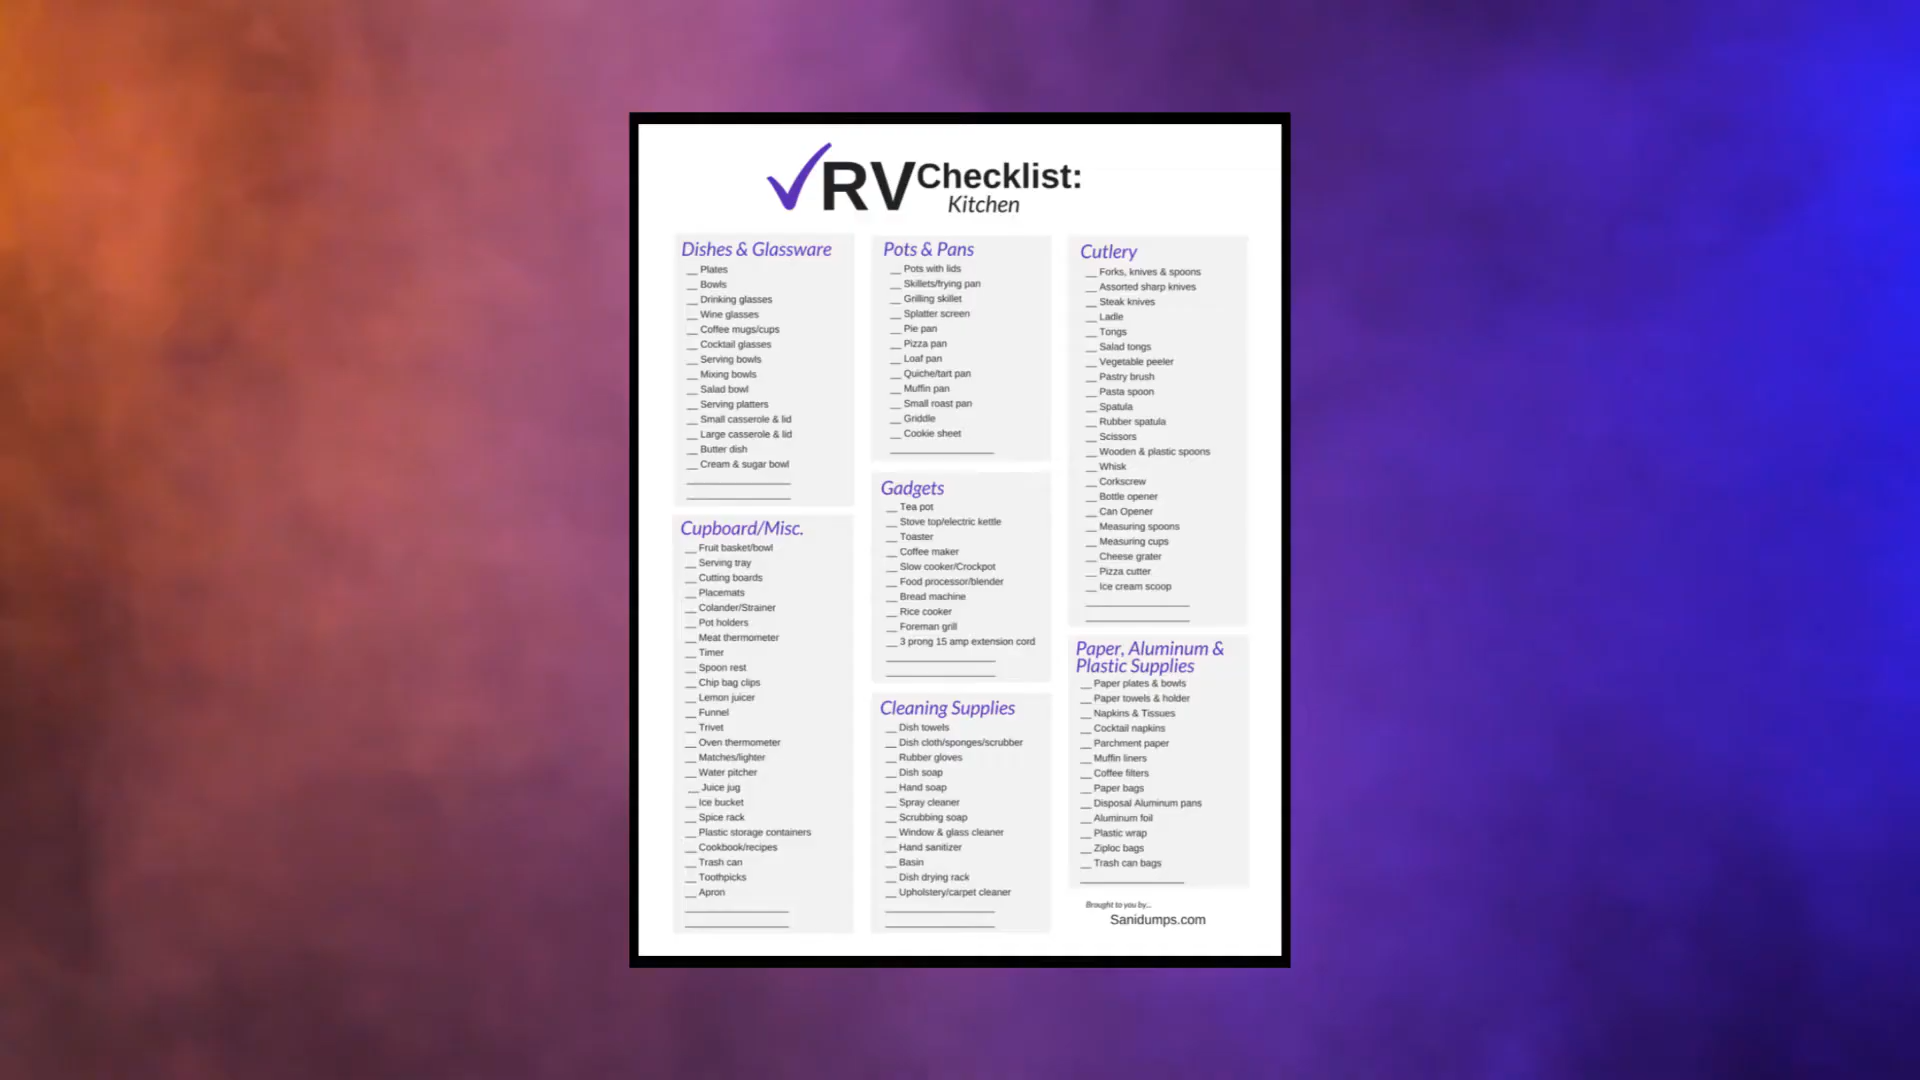 RV Checklist:
Kitchen
Dishes & Glassware
__ Plates
__ Bowls
__ Drinking glasses
__ Wine glasses
__ Coffee mugs/cups
__ Cocktail glasses
__ Serving bowls
__ Mixing bowls
__ Salad bowl
__ Serving platters
__ Small casserole & lid
__ Large casserole & lid
__ Butter dish
__ Cream & sugar bowl
Cupboard/Misc.
__ Fruit basket/bowl
__ Serving tray
__ Cutting boards
__ Placemats
__ Colander/Strainer
__ Pot holders
__ Meat thermometer
__ Timer
__ Spoon rest
__ Chip bag clips
__ Lemon juicer
__ Funnel
__ Trivet
__ Oven thermometer
__ Matches/lighter
__ Water pitcher
__ Juice jug
__ Ice bucket
__ Spice rack
__ Plastic storage containers
__ Cookbook/recipes
__ Trash can
__ Toothpicks
__ Apron
Pots & Pans
__ Pots with lids
__ Skillets/frying pan
__ Grilling skillet
__ Splatter screen
__ Pie pan
__ Pizza pan
__ Loaf pan
__ Quiche/tart pan
__ Muffin pan
__ Small roast pan
__ Griddle
__ Cookie sheet
Gadgets
__ Tea pot
__ Stove top/electric kettle
__ Toaster
__ Coffee maker
__ Slow cooker/Crockpot
__ Food processor/blender
__ Bread machine
__ Rice cooker
__ Foreman grill
__ 3 prong 15 amp extension cord
Cleaning Supplies
__ Dish towels
__ Dish cloth/sponges/scrubber
__ Rubber gloves
__ Dish soap
__ Hand soap
__ Spray cleaner
__ Scrubbing soap
__ Window & glass cleaner
__ Hand sanitizer
__ Basin
__ Dish drying rack
__ Upholstery/carpet cleaner
Cutlery
__ Forks, knives & spoons
__ Assorted sharp knives
__ Steak knives
__ Ladle
__ Tongs
__ Salad tongs
__ Vegetable peeler
__ Pastry brush
__ Pasta spoon
__ Spatula
__ Rubber spatula
__ Scissors
__ Wooden & plastic spoons
__ Whisk
__ Corkscrew
__ Bottle opener
__ Can Opener
__ Measuring spoons
__ Measuring cups
__ Cheese grater
__ Pizza cutter
__ Ice cream scoop
Paper, Aluminum &
Plastic Supplies
__ Paper plates & bowls
__ Paper towels & holder
__ Napkins & Tissues
__ Cocktail napkins
__ Parchment paper
__ Muffin liners
__ Coffee filters
__ Paper bags
__ Disposal Aluminum pans
__ Aluminum foil
__ Plastic wrap
__ Ziploc bags
__ Trash can bags
Brought to you by...
Sanidumps.com